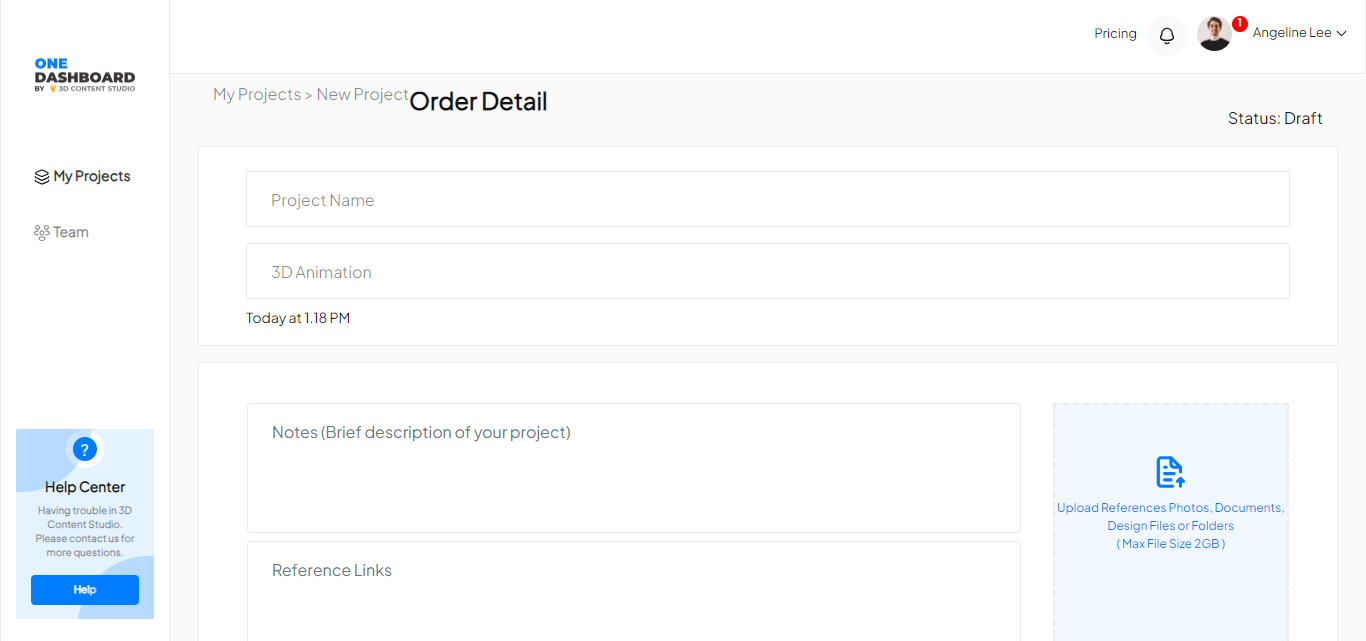 Pricing
1
Angeline Lee
ONE
DASHBOARD
BY 3D CONTENT STUDIO
My Projects > New Project
Order Detail
Status: Draft
My Projects
Team
Project Name
3D Animation
Today at 1.18 PM
Notes (Brief description of your project)
Reference Links
Upload References Photos, Documents,
Design Files or Folders
( Max File Size 2GB )
?
Help Center
Having trouble in 3D
Content Studio.
Please contact us for
more questions.
Help